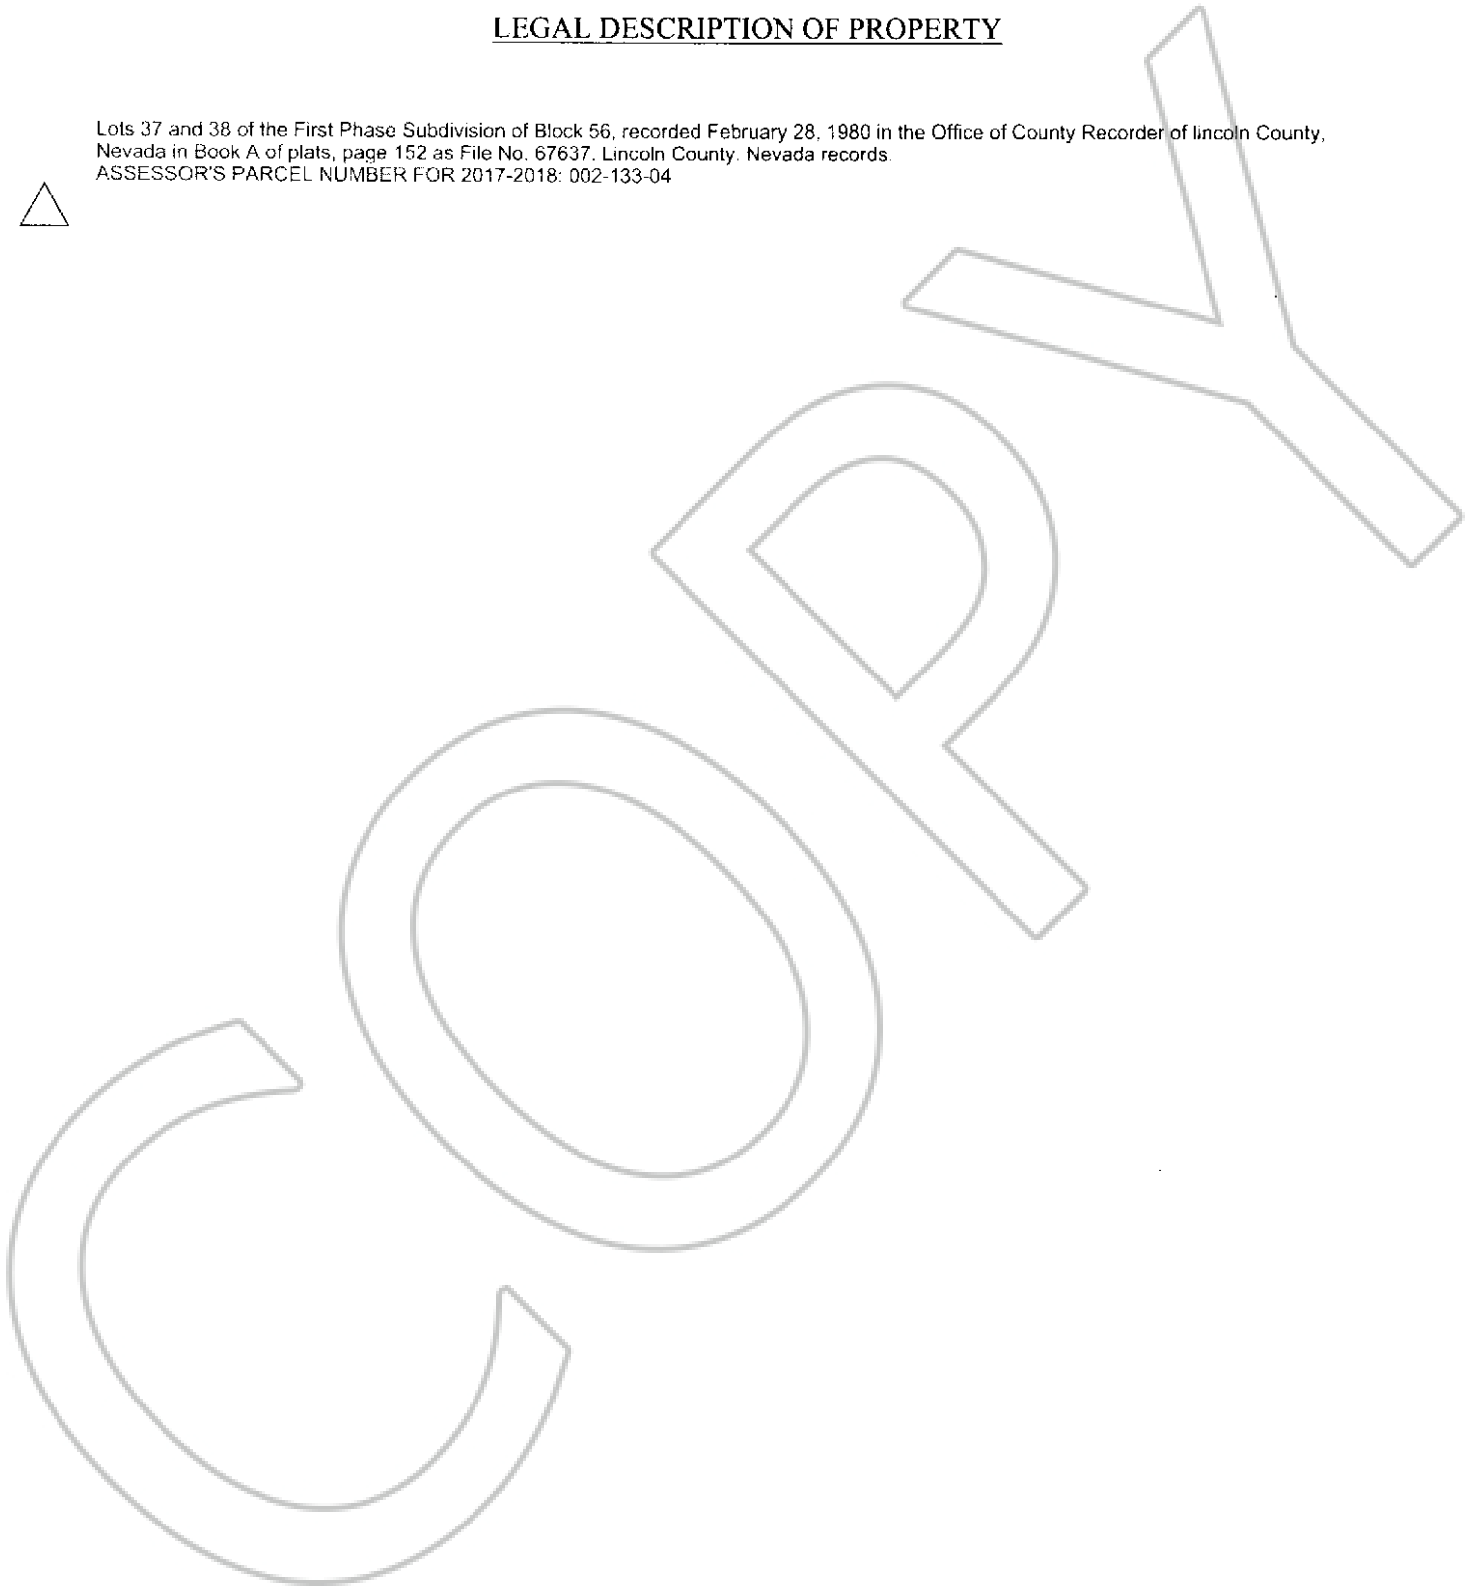 LEGAL DESCRIPTION OF PROPERTY
Lots 37 and 38 of the First Phase Subdivision of Block 56, recorded February 28, 1980 in the Office of County Recorder of lincoln County,
Nevada in Book A of plats, page 152 as File No. 67637. Lincoln County. Nevada records.
ASSESSOR'S PARCEL NUMBER FOR 2017-2018: 002-133-04
COPY